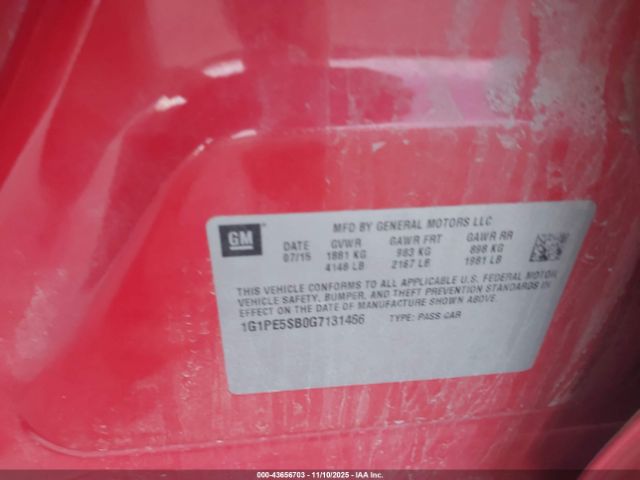 GM
MFD BY GENERAL MOTORS LLC
DATE GVWR GAWR FRT GAWR RR
07/15 1881 KG 983 KG 898 KG
4148 LB 2167 LB 1981 LB
THIS VEHICLE CONFORMS TO ALL APPLICABLE U.S. FEDERAL MOTOR
VEHICLE SAFETY, BUMPER, AND THEFT PREVENTION STANDARDS
EFFECT ON THE DATE OF MANUFACTURE SHOWN ABOVE.
1G1PE5SB0G7131466 TYPE: PASS CAR
000-43656703 - 11/10/2025 - IAA Inc.